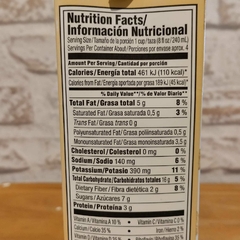 Nutrition Facts/
Información Nutricional
Serving Size/Tamaño de la porción 1 cup/taza (8 fl oz/240 mL)
Servings Per Container About/Porciones por envase aprox. 4
Amount Per Serving
Calories/Energía total 461 kJ (110 kcal)*
Calories from Fat/Energía aportada por grasa 189 kJ (45 kcal)
% Daily Value**/% de Valor Diario**
Total Fat/Grasa total 5 g 8 %
Saturated Fat/Grasa saturada 0,5 g 3 %
Trans Fat/Grasa trans 0 g
Polyunsaturated Fat/Grasa poliinsaturada 0,5 g
Monounsaturated Fat/Grasa monoinsaturada 3,5 g
Cholesterol/Colesterol 0 mg 0 %
Sodium/Sodio 140 mg 6 %
Potassium/Potasio 390 mg 11 %
Total Carbohydrate/Carbohidratos totales 16 g 5 %
Dietary Fiber/Fibra dietética 2 g 8 %
Sugars/Azúcares 7 g
Protein/Proteína 3 g
Vitamin A/Vitamina A 10 % • Vitamin C/Vitamina C 0 %
Calcium/Calcio 35 % • Iron/Hierro